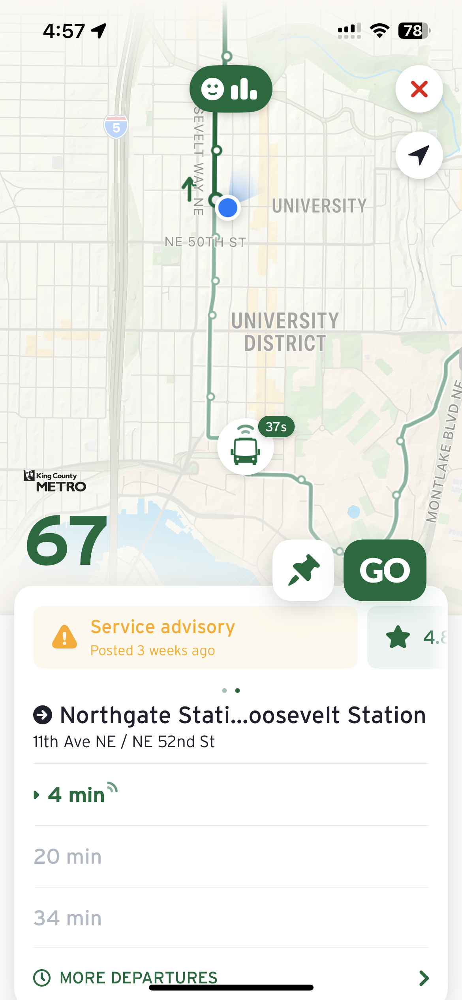 4:57
78
5
SEVELT WAY NE
UNIVERSITY
NE 50TH ST
UNIVERSITY
DISTRICT
37s
MONTLAKE BLVD NE
King County
METRO
67
GO
Service advisory
Posted 3 weeks ago
4.8
Northgate Stati...oosevelt Station
11th Ave NE / NE 52nd St
4 min
20 min
34 min
MORE DEPARTURES